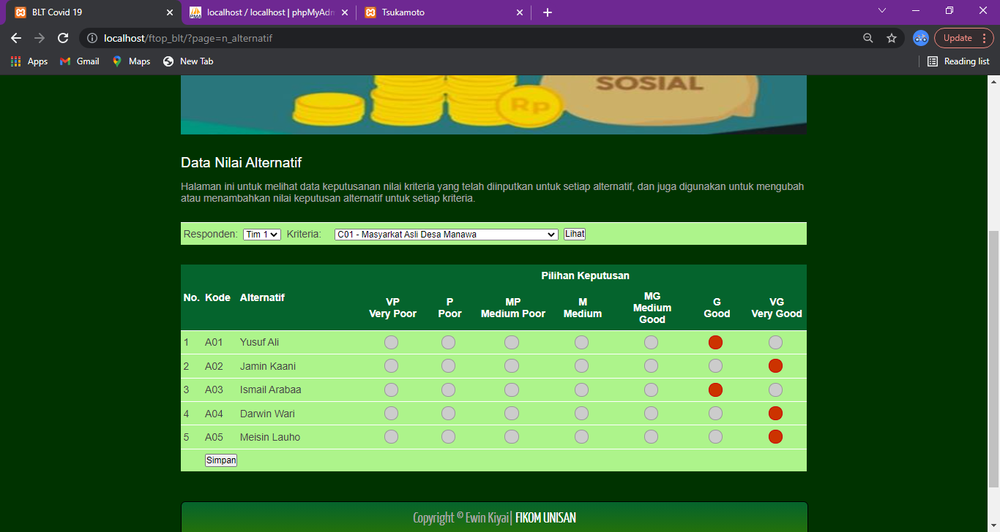 BLT Covid 19
localhost / localhost | phpMyAdm
Tsukamoto
localhost/ftop_blt/?page=n_alternatif
Update
Apps
Gmail
Maps
New Tab
Reading list
SOSIAL
Rp
Data Nilai Alternatif
Halaman ini untuk melihat data keputusanan nilai kriteria yang telah diinputkan untuk setiap alternatif, dan juga digunakan untuk mengubah
atau menambahkan nilai keputusan alternatif untuk setiap kriteria.
Responden: Tim 1 Kriteria: C01 - Masyarkat Asli Desa Manawa Lihat
Pilihan Keputusan
No. Kode Alternatif
VP
Very Poor
P
Poor
MP
Medium Poor
M
Medium
MG
Medium
Good
G
Good
VG
Very Good
1 A01 Yusuf Ali
2 A02 Jamin Kaani
3 A03 Ismail Arabaa
4 A04 Darwin Wari
5 A05 Meisin Lauho
Simpan
Copyright © Ewin Kiyai| FIKOM UNISAN